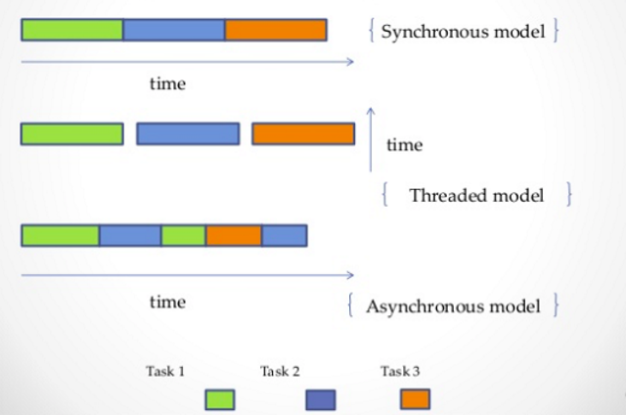 { Synchronous model }
time
time
{ Threaded model }
time
{ Asynchronous model }
Task 1 Task 2 Task 3